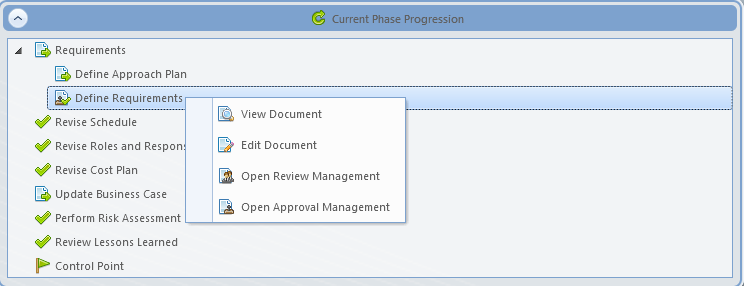 Current Phase Progression
Requirements
Define Approach Plan
Define Requirements
View Document
Edit Document
Open Review Management
Open Approval Management
Revise Schedule
Revise Roles and Respons
Revise Cost Plan
Update Business Case
Perform Risk Assessment
Review Lessons Learned
Control Point